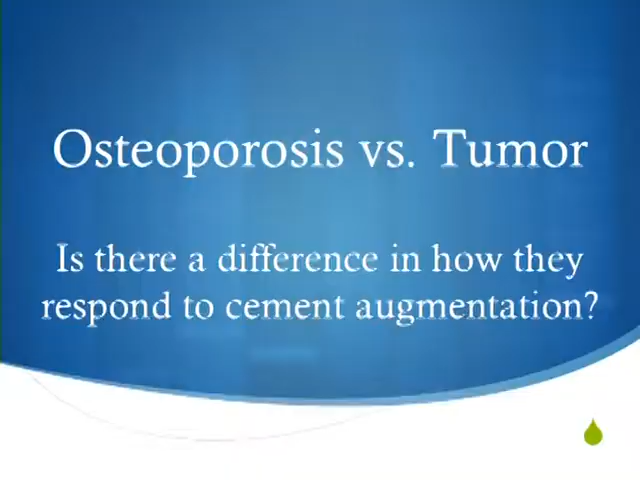 Osteoporosis vs. Tumor
Is there a difference in how they
respond to cement augmentation?